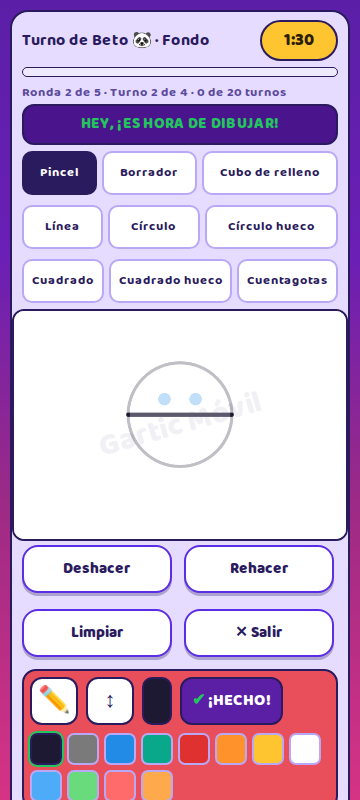 Turno de Beto 🐼 · Fondo
1:30
Ronda 2 de 5 · Turno 2 de 4 · 0 de 20 turnos
HEY, ¡ES HORA DE DIBUJAR!
Pincel
Borrador
Cubo de relleno
Línea
Círculo
Círculo hueco
Cuadrado
Cuadrado hueco
Cuentagotas
Gartic Móvil
Deshacer
Rehacer
Limpiar
✕ Salir
✔ ¡HECHO!